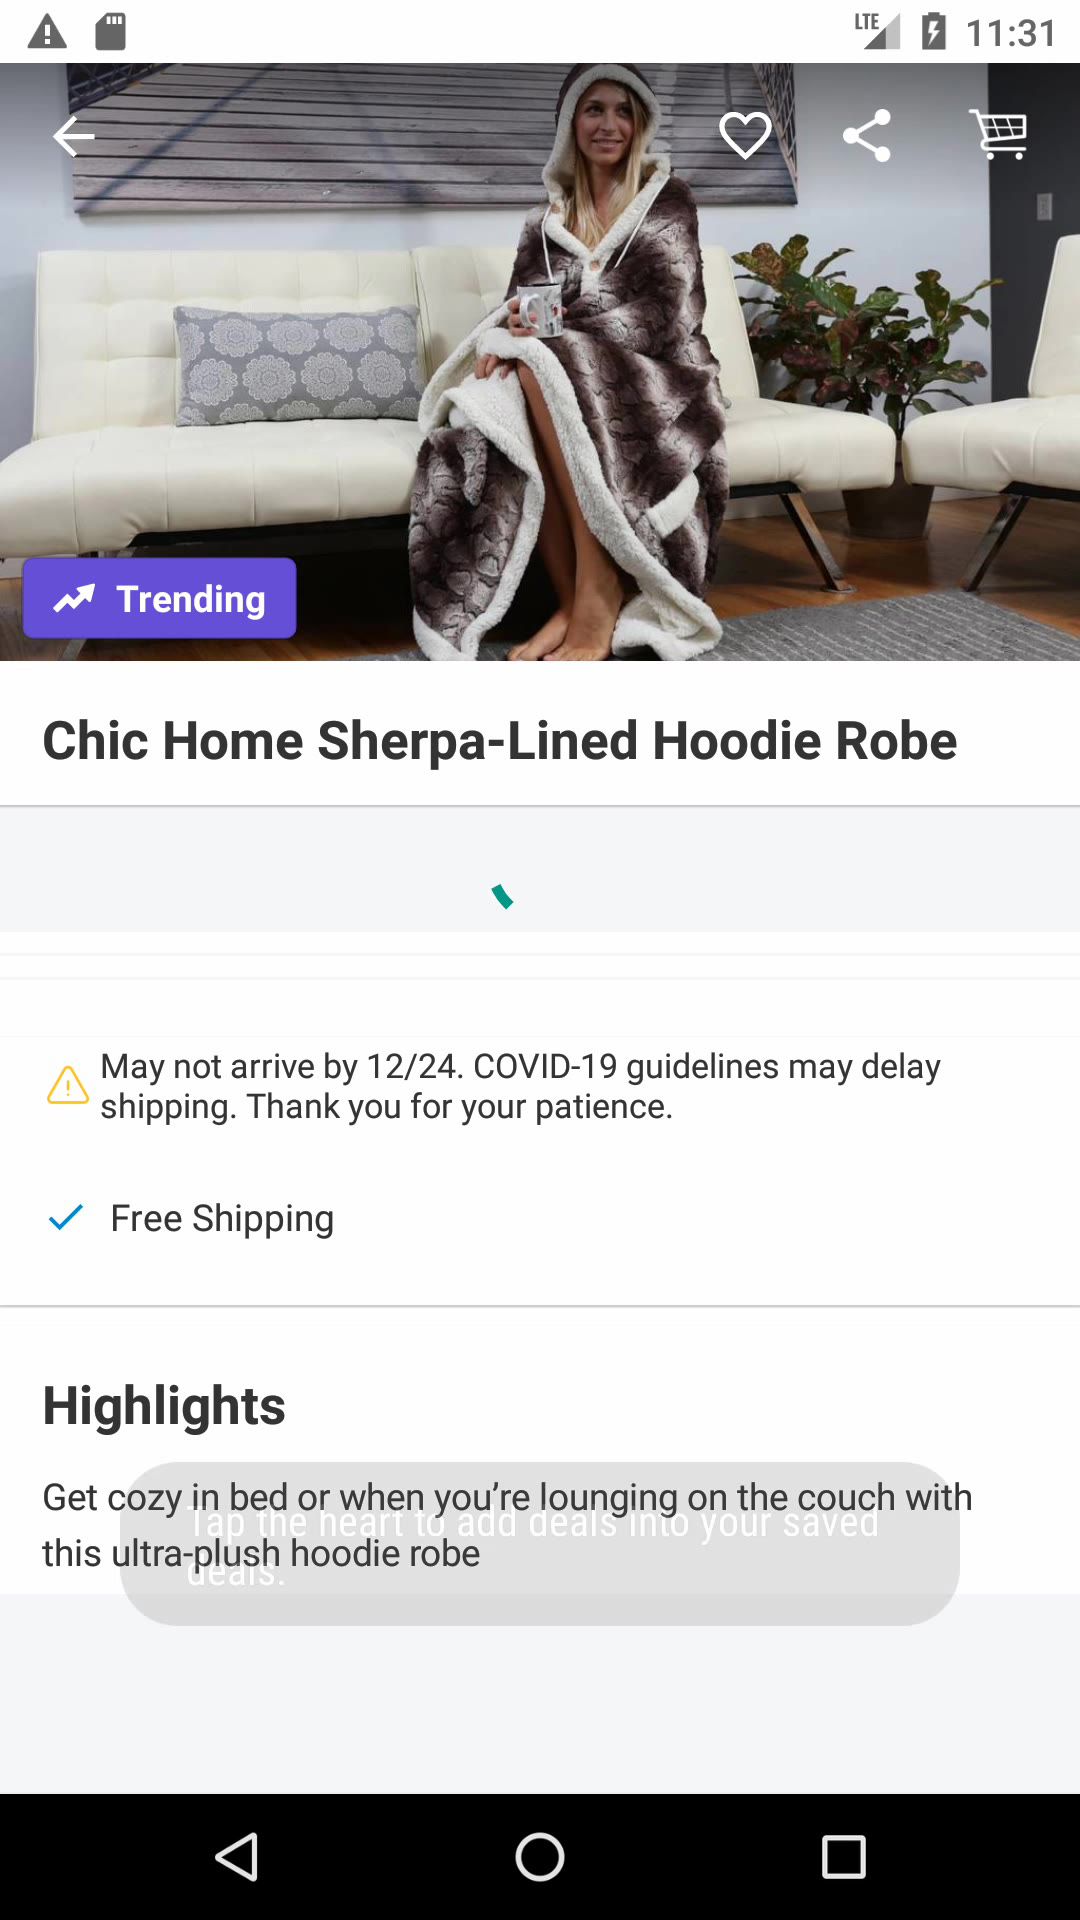 LTE 11:31
Trending
Chic Home Sherpa-Lined Hoodie Robe
May not arrive by 12/24. COVID-19 guidelines may delay
shipping. Thank you for your patience.
Free Shipping
Highlights
Get cozy in bed or when you’re lounging on the couch with
this ultra-plush hoodie robe
Tap the heart to add deals into your saved
deals.